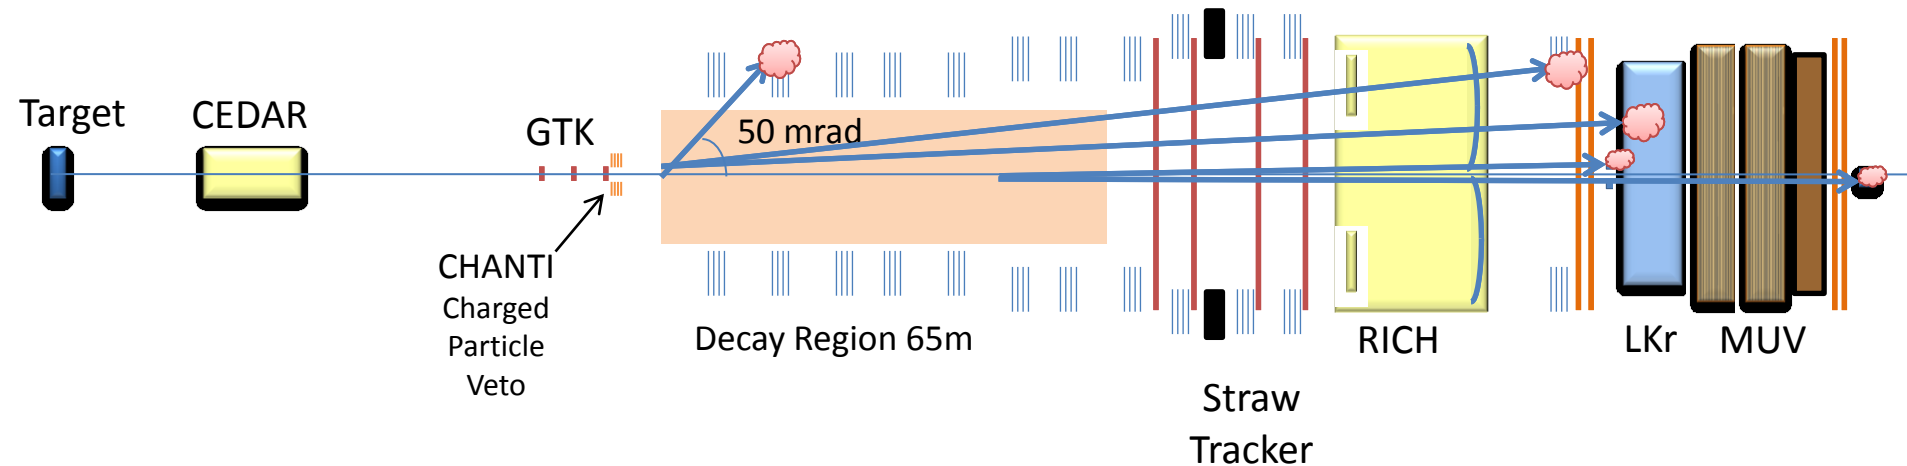 Target
CEDAR
GTK
50 mrad
CHANTI
Charged
Particle
Veto
Decay Region 65m
Straw
Tracker
RICH
LKr
MUV